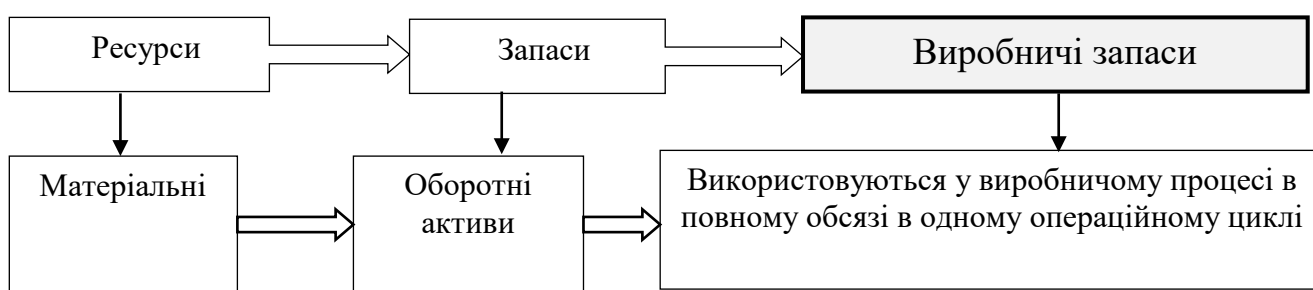 Ресурси
Запаси
Виробничі запаси
Матеріальні
Оборотні
активи
Використовуються у виробничому процесі в
повному обсязі в одному операційному циклі